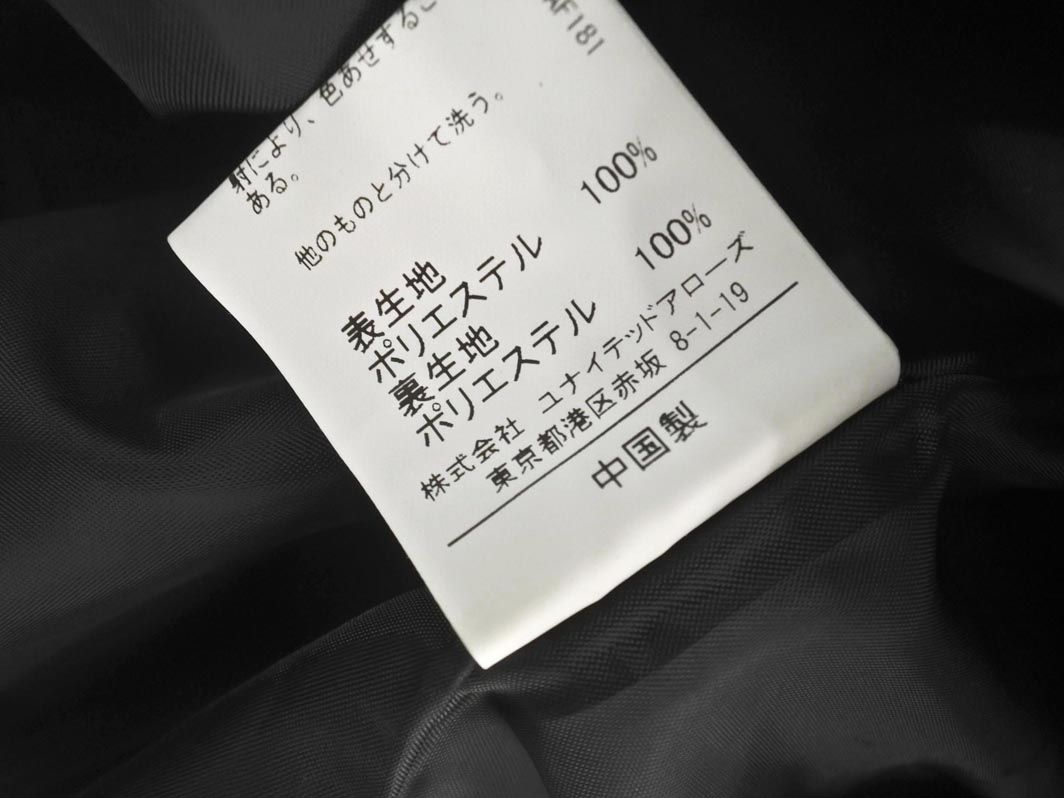 AF181
射により、色あせするこ
ある。
他のものと分けて洗う。
表生地
ポリエステル 100%
裏生地
ポリエステル 100%
株式会社 ユナイテッドアローズ
東京都港区赤坂 8-1-19
中国製